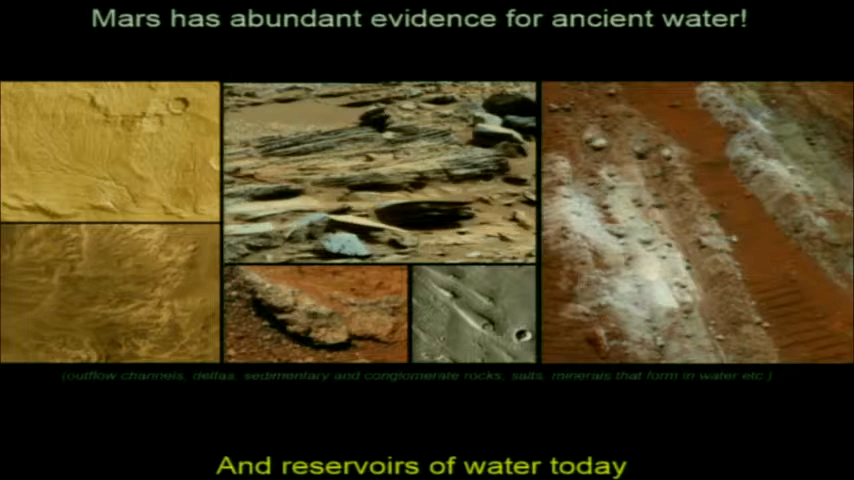 Mars has abundant evidence for ancient water!
(outflow channels, deltas, sedimentary and conglomerate rocks, salts, minerals that form in water etc.)
And reservoirs of water today